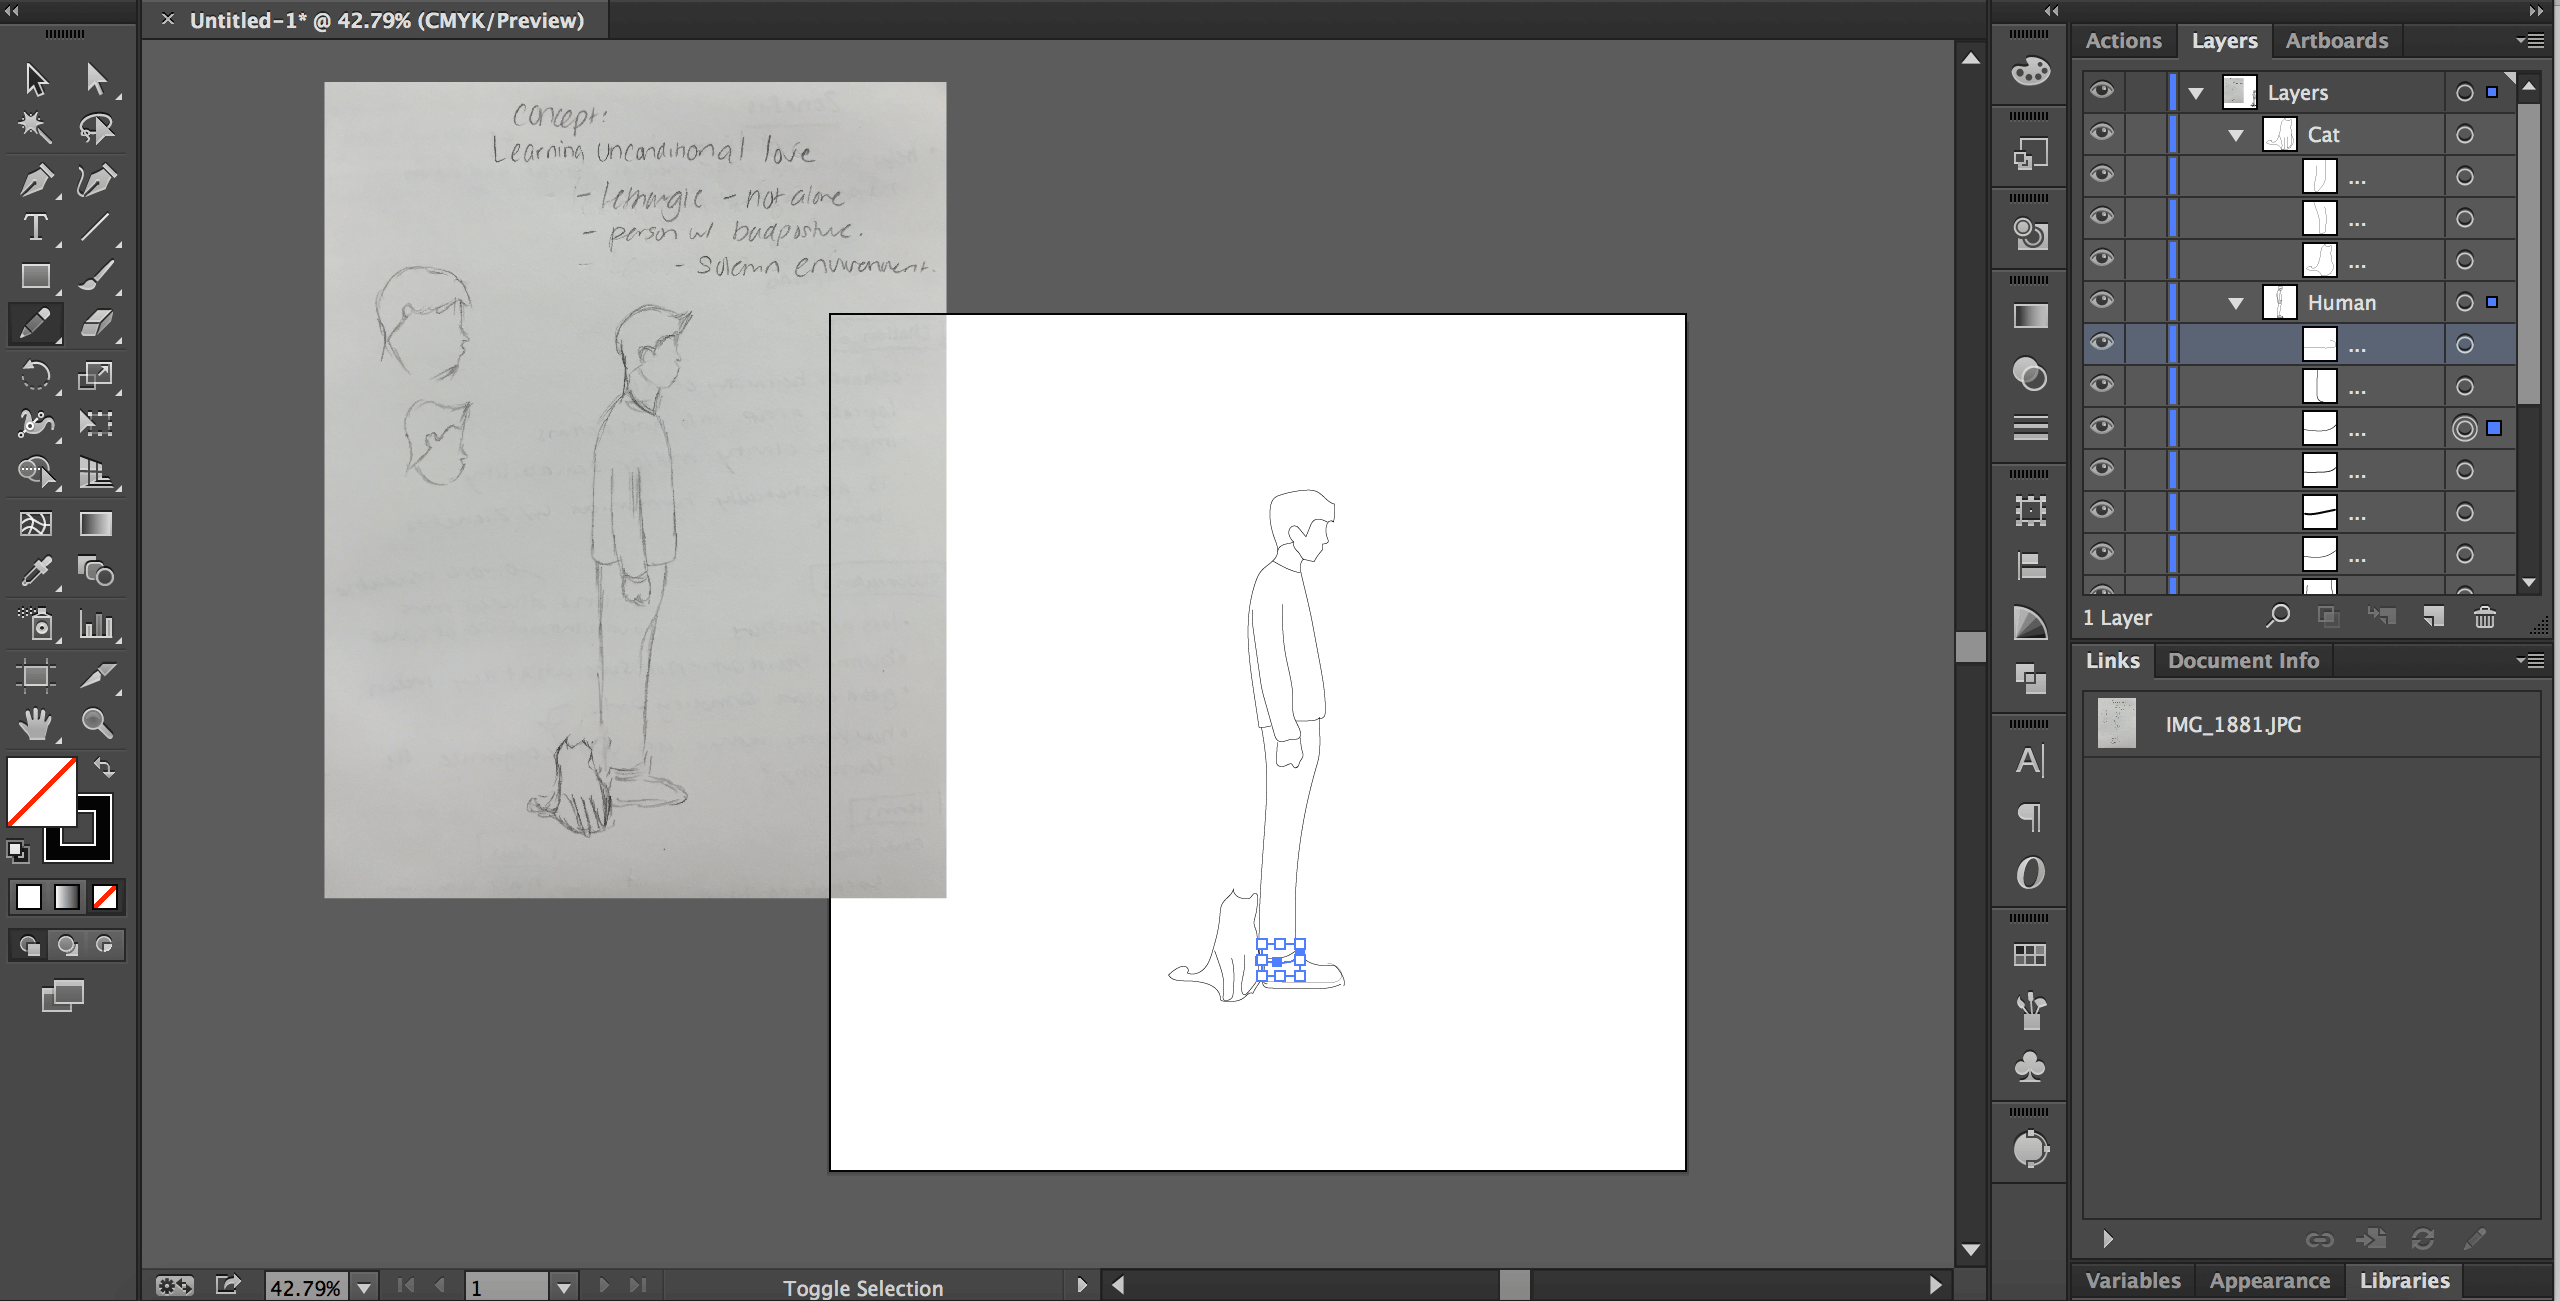 Untitled-1* @ 42.79% (CMYK/Preview)
concept:
Learning unconditional love
- not alone
- person w/ bad posture.
- Solemn environment.
Actions
Layers
Artboards
Layers
Cat
...
...
...
Human
...
...
...
...
...
...
1 Layer
Links
Document Info
IMG_1881.JPG
Variables
Appearance
Libraries
42.79%
1
Toggle Selection